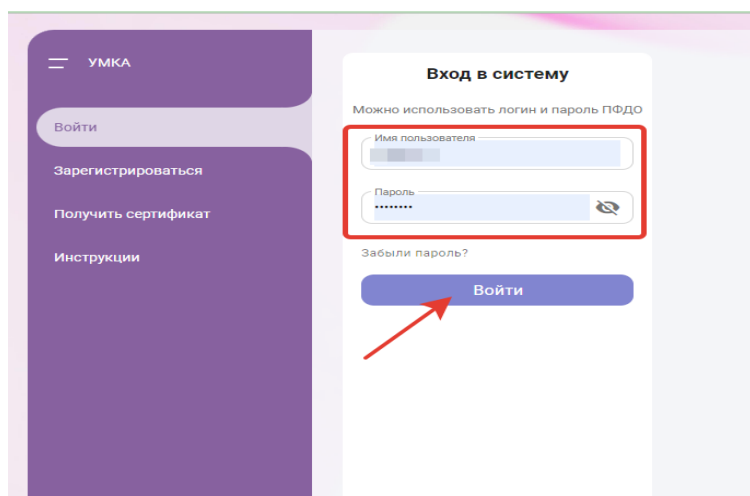 УМКА
Войти
Зарегистрироваться
Получить сертификат
Инструкции
Вход в систему
Можно использовать логин и пароль ПФДО
Имя пользователя
Пароль
••••••••
Забыли пароль?
Войти